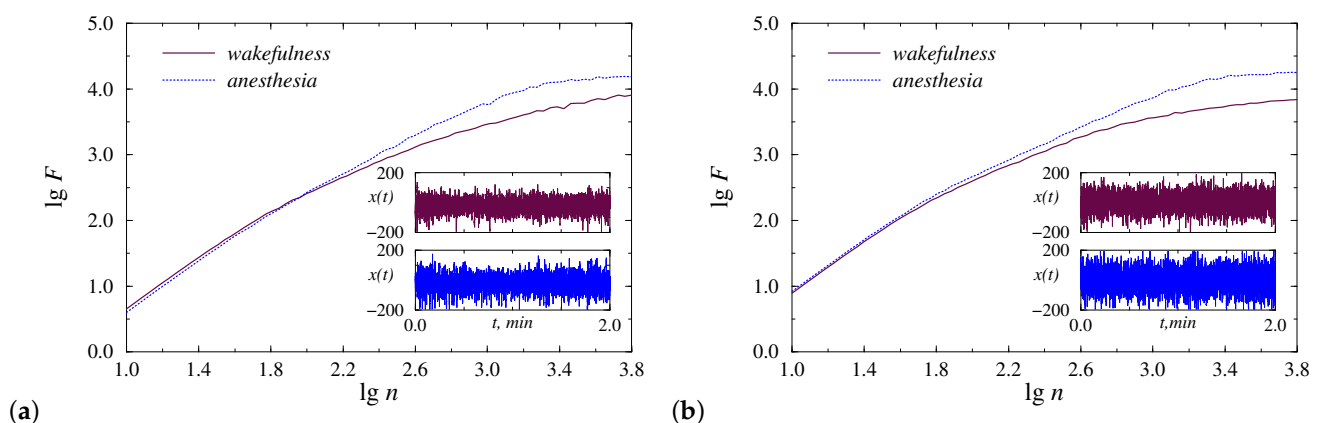 5.0
4.0
3.0
2.0
1.0
0.0
lg F
wakefulness
anesthesia
200
x(t)
−200
200
x(t)
−200
0.0 t, min 2.0
1.0 1.4 1.8 2.2 2.6 3.0 3.4 3.8
lg n
(a)
5.0
4.0
3.0
2.0
1.0
0.0
lg F
wakefulness
anesthesia
200
x(t)
−200
200
x(t)
−200
0.0 t,min 2.0
1.0 1.4 1.8 2.2 2.6 3.0 3.4 3.8
lg n
(b)